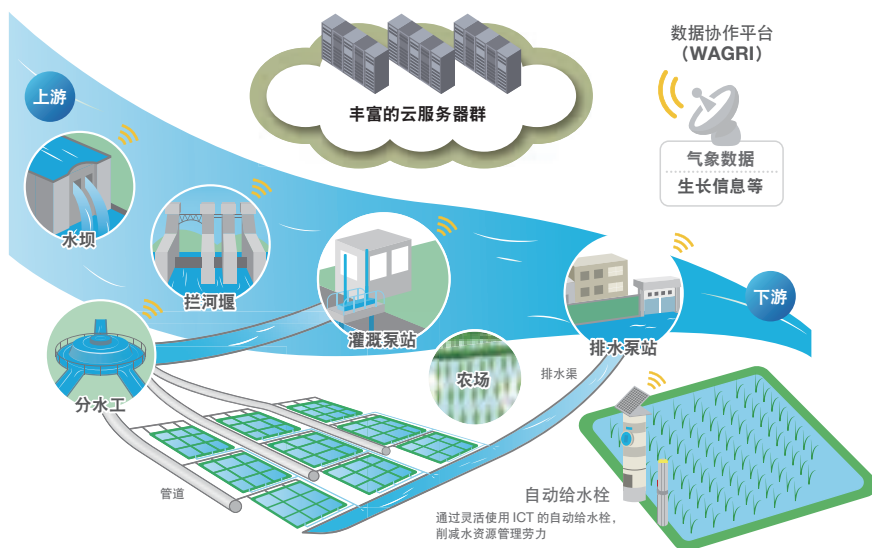 数据协作平台
（WAGRI）
上游
丰富的云服务器群
气象数据
生长信息等
水坝
拦河堰
灌溉泵站
排水泵站
下游
分水工
农场
排水渠
管道
自动给水栓
通过灵活使用 ICT 的自动给水栓，
削减水资源管理劳力